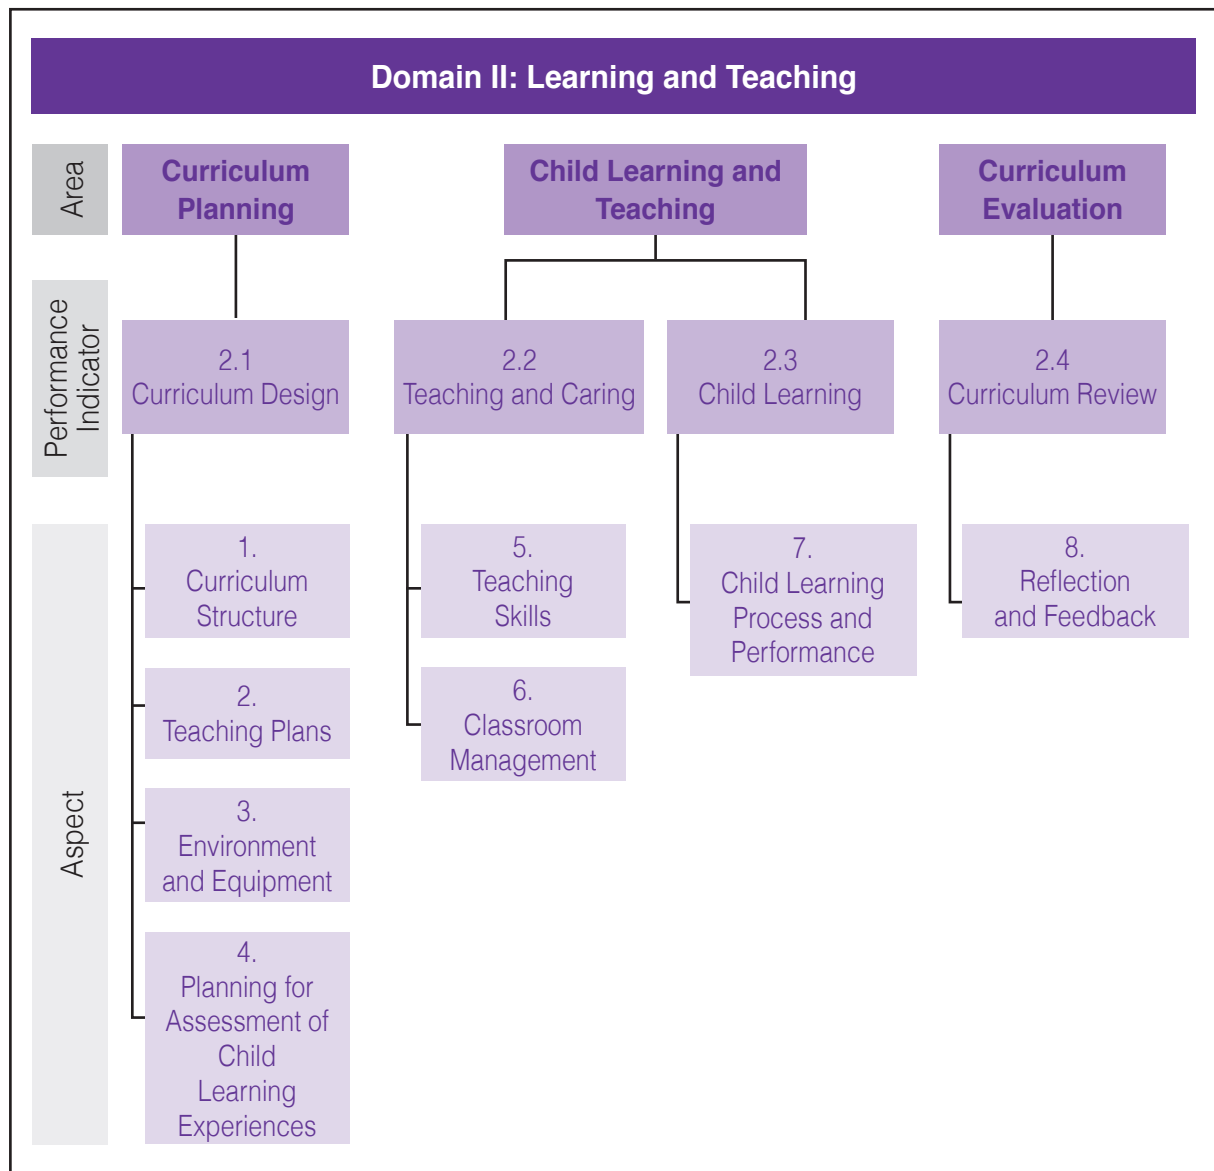 Domain II: Learning and Teaching
Area
Curriculum
Planning
Child Learning and
Teaching
Curriculum
Evaluation
Performance
Indicator
2.1
Curriculum Design
2.2
Teaching and Caring
2.3
Child Learning
2.4
Curriculum Review
Aspect
1.
Curriculum
Structure
2.
Teaching Plans
3.
Environment
and Equipment
4.
Planning for
Assessment of
Child
Learning
Experiences
5.
Teaching
Skills
6.
Classroom
Management
7.
Child Learning
Process and
Performance
8.
Reflection
and Feedback